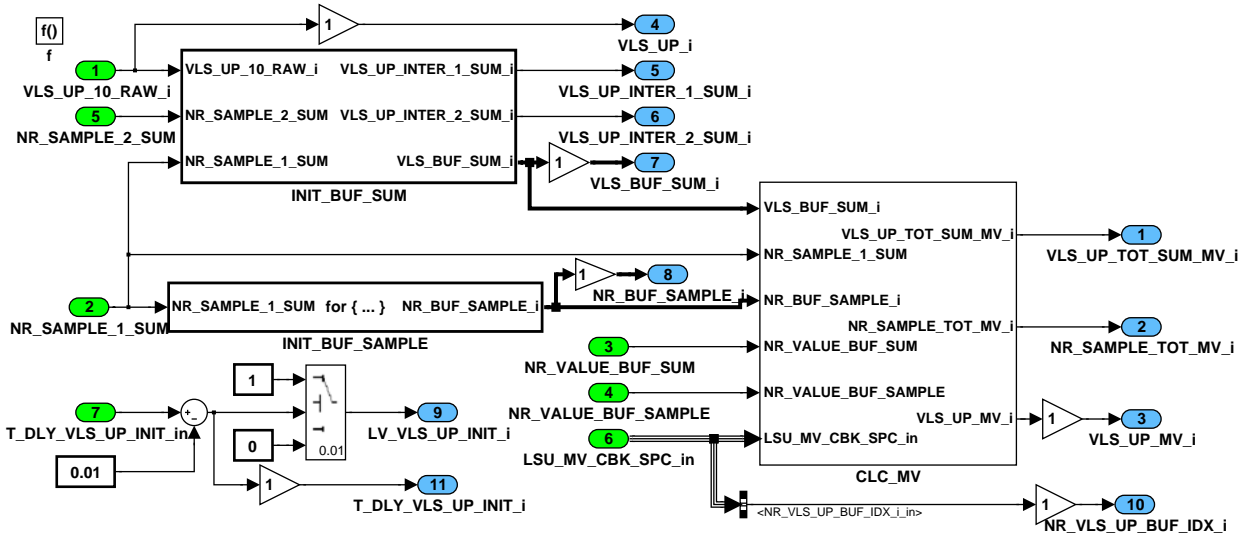 f()
f
1
4
VLS_UP_i
1
VLS_UP_10_RAW_i
VLS_UP_10_RAW_i
VLS_UP_INTER_1_SUM_i
5
VLS_UP_INTER_1_SUM_i
5
NR_SAMPLE_2_SUM
NR_SAMPLE_2_SUM
VLS_UP_INTER_2_SUM_i
6
VLS_UP_INTER_2_SUM_i
NR_SAMPLE_1_SUM
VLS_BUF_SUM_i
1
7
VLS_BUF_SUM_i
INIT_BUF_SUM
VLS_BUF_SUM_i
VLS_UP_TOT_SUM_MV_i
1
VLS_UP_TOT_SUM_MV_i
NR_SAMPLE_1_SUM
1
8
NR_BUF_SAMPLE_i
2
NR_SAMPLE_1_SUM
NR_SAMPLE_1_SUM
for { ... }
NR_BUF_SAMPLE_i
INIT_BUF_SAMPLE
NR_BUF_SAMPLE_i
NR_SAMPLE_TOT_MV_i
2
NR_SAMPLE_TOT_MV_i
3
NR_VALUE_BUF_SUM
NR_VALUE_BUF_SUM
4
NR_VALUE_BUF_SAMPLE
NR_VALUE_BUF_SAMPLE
VLS_UP_MV_i
1
3
VLS_UP_MV_i
6
LSU_MV_CBK_SPC_in
LSU_MV_CBK_SPC_in
CLC_MV
1
7
T_DLY_VLS_UP_INIT_in
+
−
0.01
0
0.01
9
LV_VLS_UP_INIT_i
1
11
T_DLY_VLS_UP_INIT_i
<NR_VLS_UP_BUF_IDX_i_in>
1
10
NR_VLS_UP_BUF_IDX_i